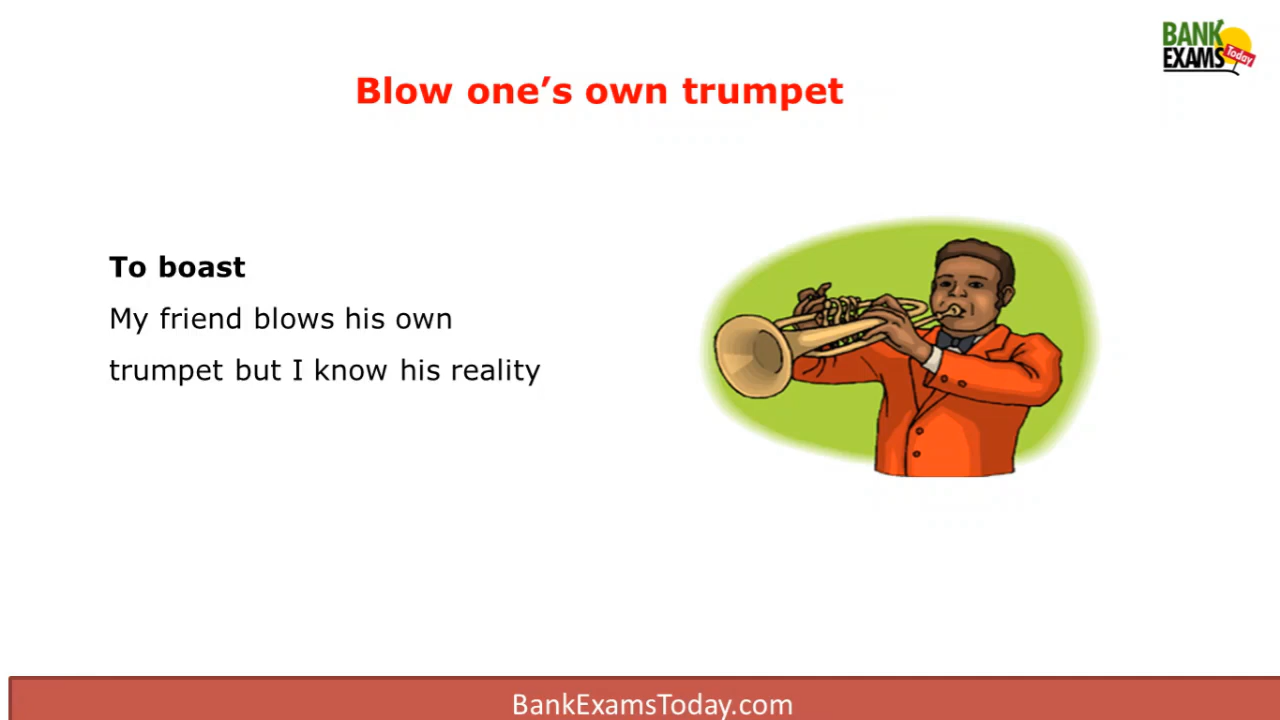 BANK
EXAMS
Today
Blow one’s own trumpet
To boast
My friend blows his own
trumpet but I know his reality
BankExamsToday.com